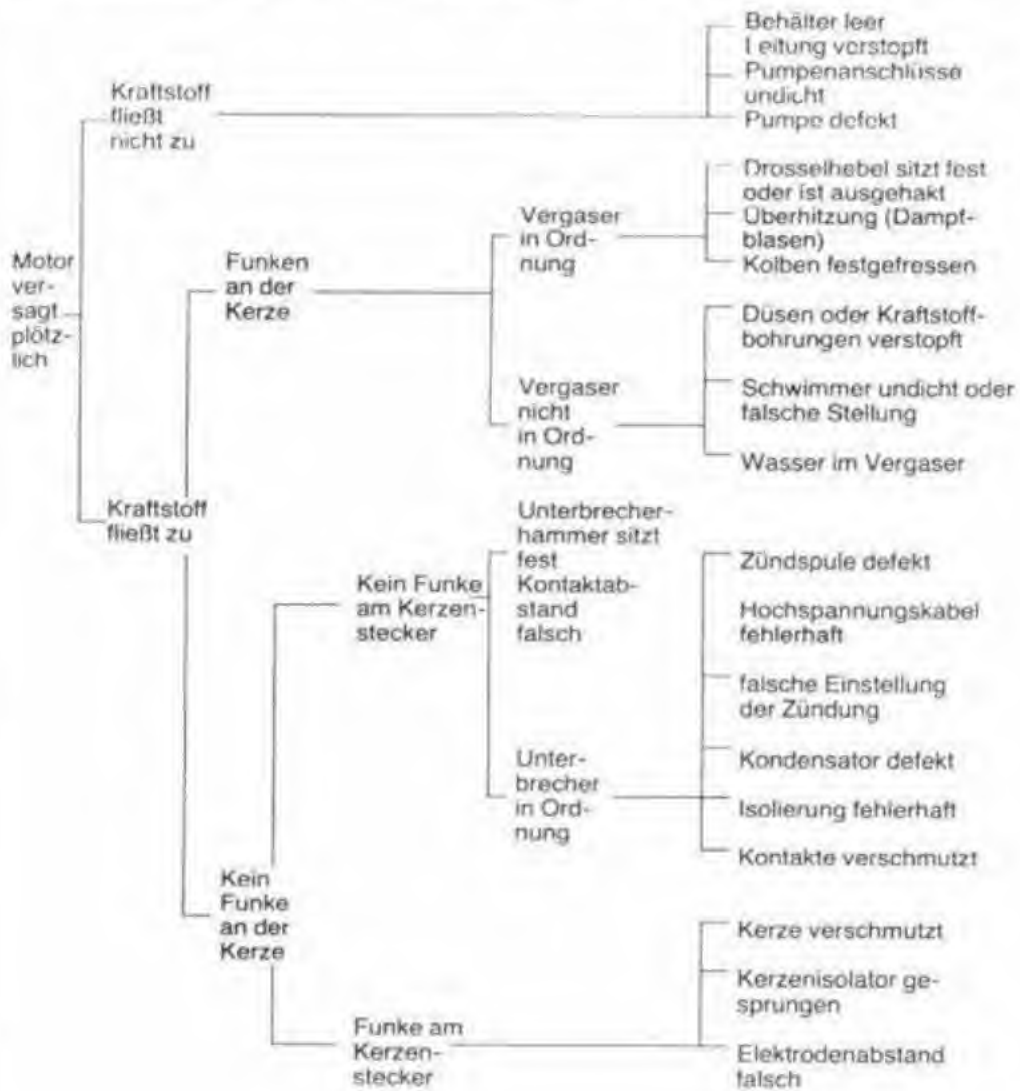 Motor
ver-
sagt
plötz-
lich
Kraftstoff
fließt
nicht zu
Behälter leer
Leitung verstopft
Pumpenanschlüsse
undicht
Pumpe defekt
Kraftstoff
fließt zu
Funken
an der
Kerze
Vergaser
in Ord-
nung
Drosselhebel sitzt fest
oder ist ausgehakt
Überhitzung (Dampf-
blasen)
Kolben festgefressen
Vergaser
nicht
in Ord-
nung
Düsen oder Kraftstoff-
bohrungen verstopft
Schwimmer undicht oder
falsche Stellung
Wasser im Vergaser
Kein
Funke
an der
Kerze
Kein Funke
am Kerzen-
stecker
Unterbrecher-
hammer sitzt
fest
Kontaktab-
stand
falsch
Unter-
brecher
in Ord-
nung
Zündspule defekt
Hochspannungskabel
fehlerhaft
falsche Einstellung
der Zündung
Kondensator defekt
Isolierung fehlerhaft
Kontakte verschmutzt
Funke am
Kerzen-
stecker
Kerze verschmutzt
Kerzenisolator ge-
sprungen
Elektrodenabstand
falsch